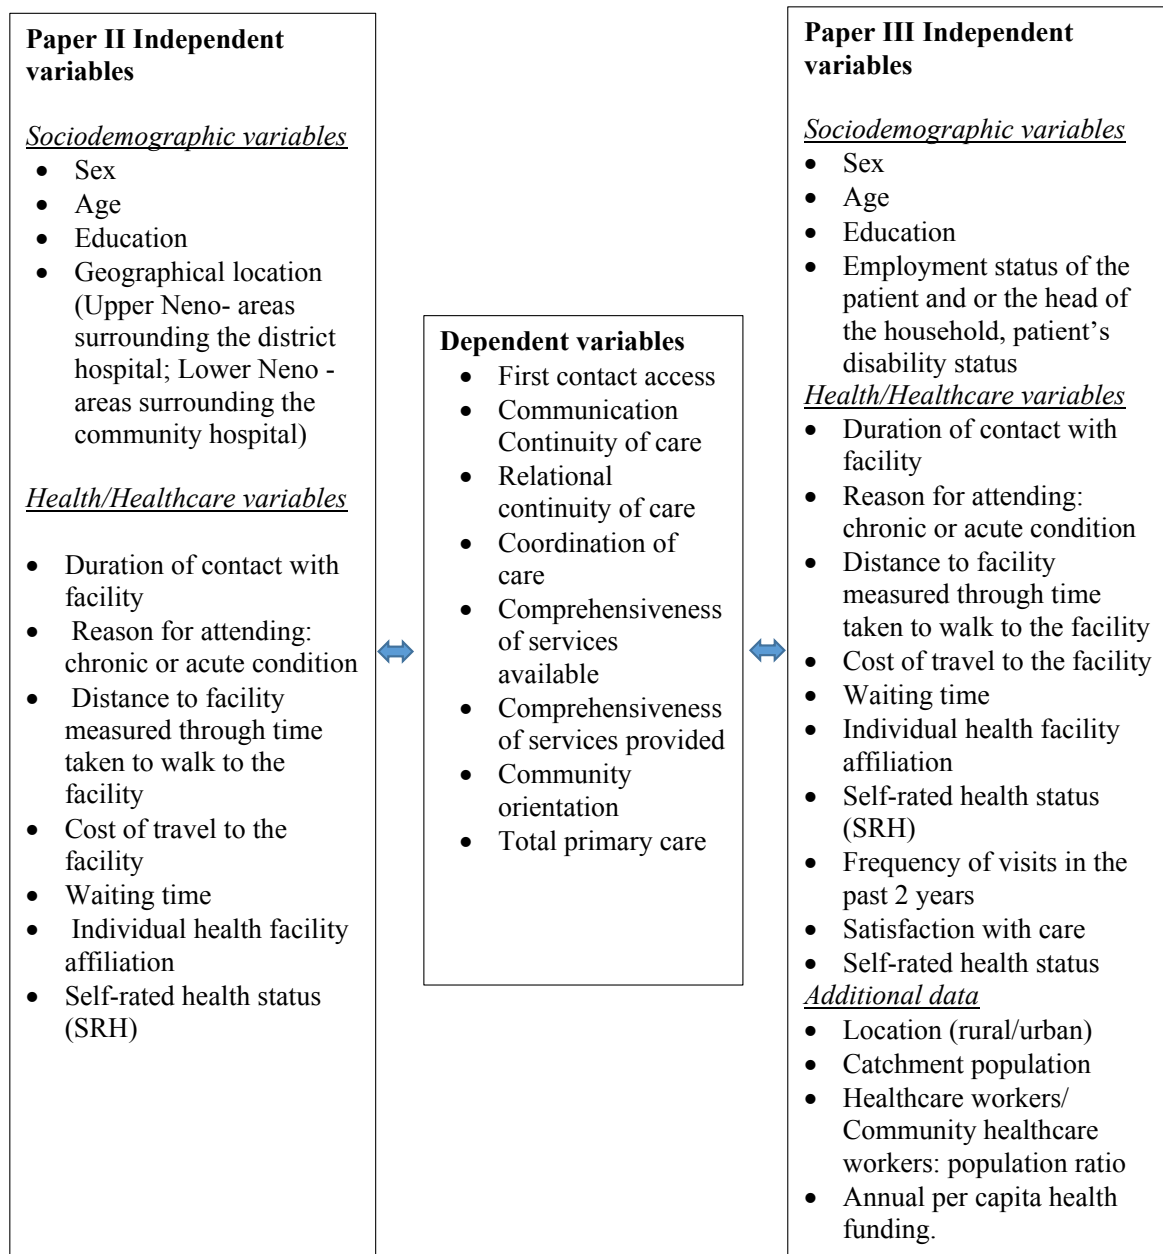 Paper II Independent
variables
Sociodemographic variables
• Sex
• Age
• Education
• Geographical location
(Upper Neno- areas
surrounding the district
hospital; Lower Neno -
areas surrounding the
community hospital)
Health/Healthcare variables
• Duration of contact with
facility
• Reason for attending:
chronic or acute condition
• Distance to facility
measured through time
taken to walk to the
facility
• Cost of travel to the
facility
• Waiting time
• Individual health facility
affiliation
• Self-rated health status
(SRH)
Dependent variables
• First contact access
• Communication
Continuity of care
• Relational
continuity of care
• Coordination of
care
• Comprehensiveness
of services
available
• Comprehensiveness
of services provided
• Community
orientation
• Total primary care
Paper III Independent
variables
Sociodemographic variables
• Sex
• Age
• Education
• Employment status of the
patient and or the head of
the household, patient’s
disability status
Health/Healthcare variables
• Duration of contact with
facility
• Reason for attending:
chronic or acute condition
• Distance to facility
measured through time
taken to walk to the facility
• Cost of travel to the facility
• Waiting time
• Individual health facility
affiliation
• Self-rated health status
(SRH)
• Frequency of visits in the
past 2 years
• Satisfaction with care
• Self-rated health status
Additional data
• Location (rural/urban)
• Catchment population
• Healthcare workers/
Community healthcare
workers: population ratio
• Annual per capita health
funding.